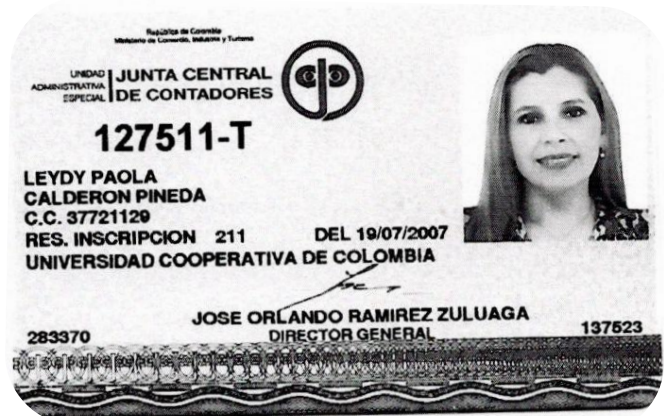 República de Colombia
Ministerio de Comercio, Industria y Turismo
UNIDAD
ADMINISTRATIVA
ESPECIAL
JUNTA CENTRAL
DE CONTADORES
127511-T
LEYDY PAOLA
CALDERON PINEDA
C.C. 37721129
RES. INSCRIPCION 211 DEL 19/07/2007
UNIVERSIDAD COOPERATIVA DE COLOMBIA
JOSE ORLANDO RAMIREZ ZULUAGA
DIRECTOR GENERAL
283370 137523